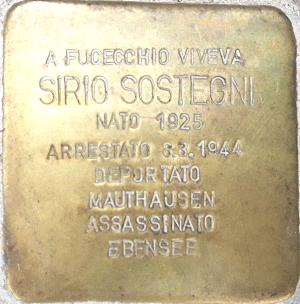 A FUCECCHIO VIVEVA
SIRIO SOSTEGNI
NATO 1925
ARRESTATO 8.3.1944
DEPORTATO
MAUTHAUSEN
ASSASSINATO
EBENSEE